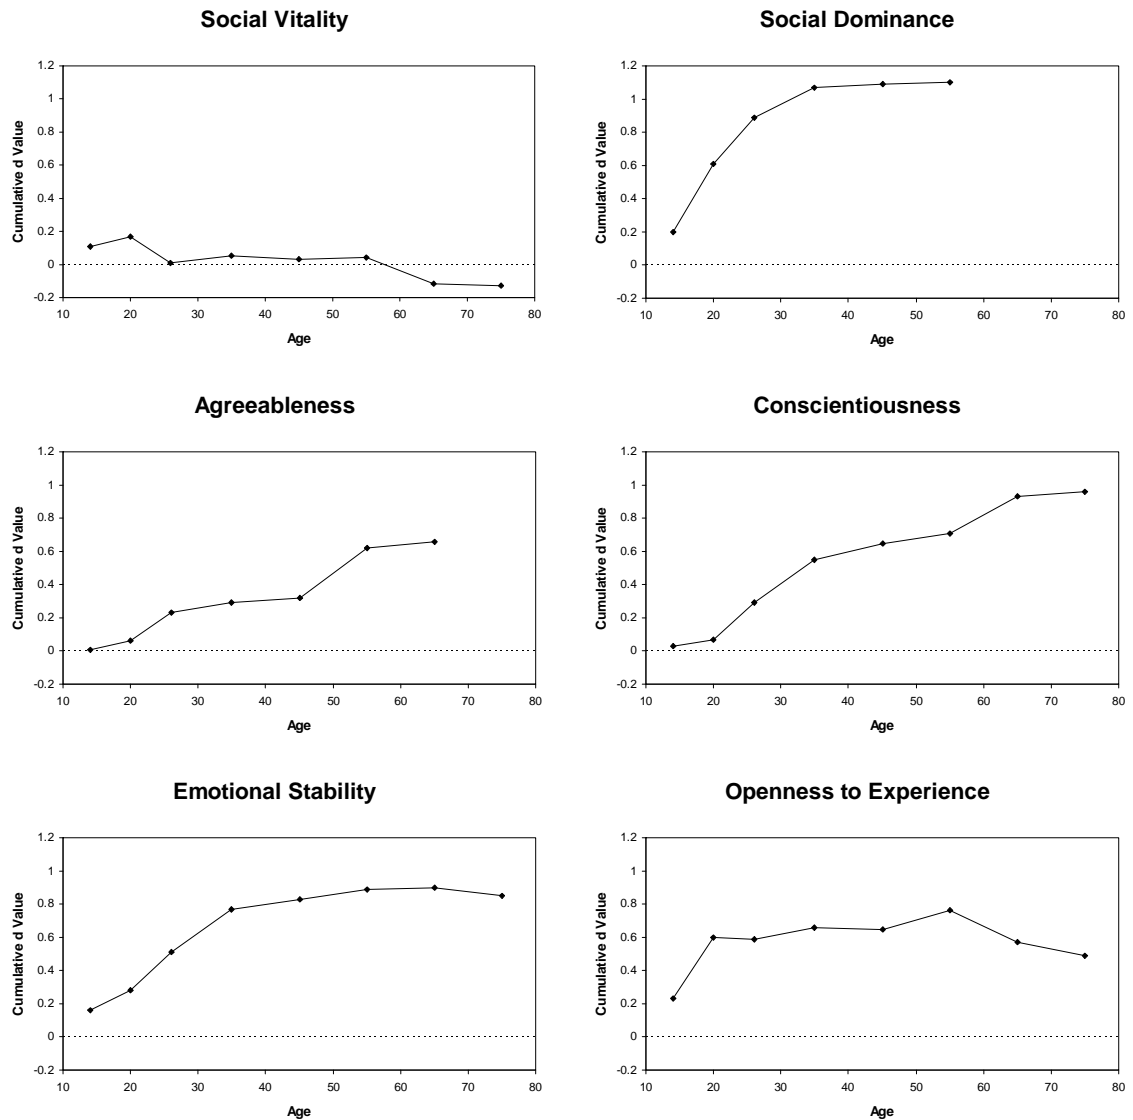 Social Vitality
1.2
1
0.8
0.6
0.4
0.2
0
-0.2
Cumulative d Value
10 20 30 40 50 60 70 80
Age
Social Dominance
1.2
1
0.8
0.6
0.4
0.2
0
-0.2
Cumulative d Value
10 20 30 40 50 60 70 80
Age
Agreeableness
1.2
1
0.8
0.6
0.4
0.2
0
-0.2
Cumulative d Value
10 20 30 40 50 60 70 80
Age
Conscientiousness
1.2
1
0.8
0.6
0.4
0.2
0
-0.2
Cumulative d Value
10 20 30 40 50 60 70 80
Age
Emotional Stability
1.2
1
0.8
0.6
0.4
0.2
0
-0.2
Cumulative d Value
10 20 30 40 50 60 70 80
Age
Openness to Experience
1.2
1
0.8
0.6
0.4
0.2
0
-0.2
Cumulative d Value
10 20 30 40 50 60 70 80
Age